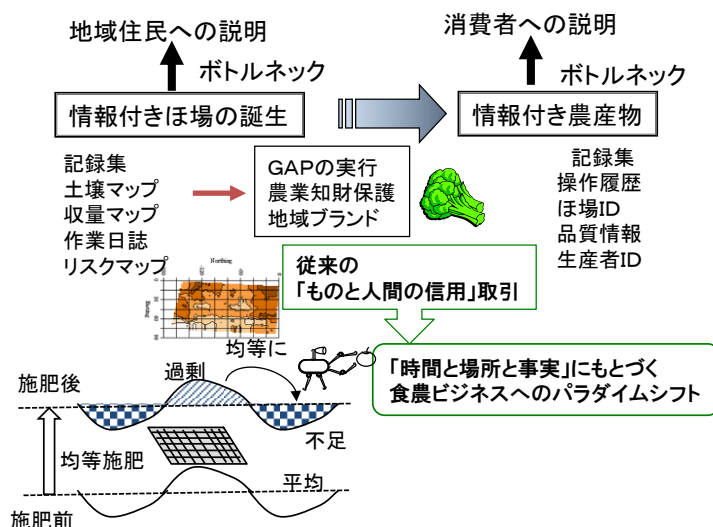 地域住民への説明
消費者への説明
ボトルネック
ボトルネック
情報付きほ場の誕生
情報付き農産物
記録集
土壌マップ
収量マップ
作業日誌
リスクマップ
GAPの実行
農業知財保護
地域ブランド
記録集
操作履歴
ほ場ID
品質情報
生産者ID
Northing
従来の
「ものと人間の信用」取引
均等に
過剰
施肥後
「時間と場所と事実」にもとづく
食農ビジネスへのパラダイムシフト
不足
均等施肥
平均
施肥前